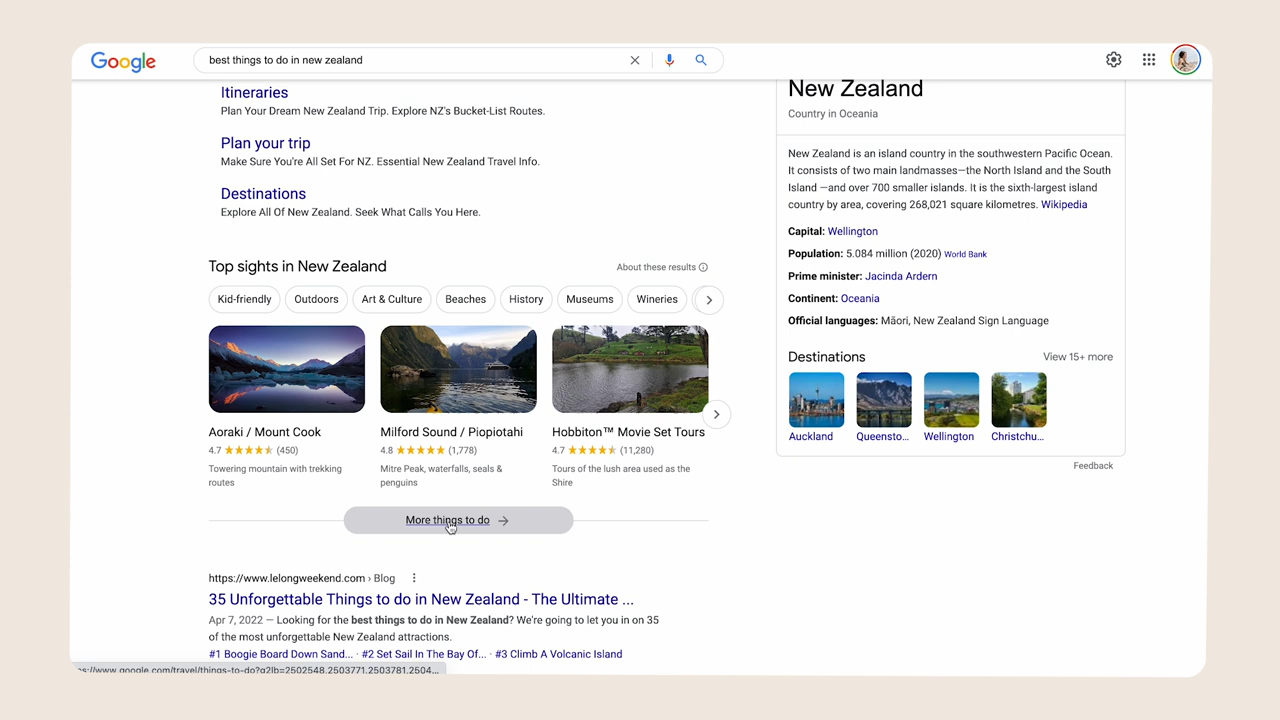 Google
best things to do in new zealand
Itineraries
Plan Your Dream New Zealand Trip. Explore NZ's Bucket-List Routes.
Plan your trip
Make Sure You're All Set For NZ. Essential New Zealand Travel Info.
Destinations
Explore All Of New Zealand. Seek What Calls You Here.
Top sights in New Zealand
About these results
Kid-friendly
Outdoors
Art & Culture
Beaches
History
Museums
Wineries
Aoraki / Mount Cook
4.7 ★★★★★ (450)
Towering mountain with trekking
routes
Milford Sound / Piopiotahi
4.8 ★★★★★ (1,778)
Mitre Peak, waterfalls, seals &
penguins
Hobbiton™ Movie Set Tours
4.7 ★★★★★ (11,280)
Tours of the lush area used as the
Shire
More things to do →
https://www.lelongweekend.com › Blog
35 Unforgettable Things to do in New Zealand - The Ultimate ...
Apr 7, 2022 — Looking for the best things to do in New Zealand? We're going to let you in on 35
of the most unforgettable New Zealand attractions.
#1 Boogie Board Down Sand... · #2 Set Sail In The Bay Of... · #3 Climb A Volcanic Island
s://www.google.com/travel/things-to-do?g2lb=2502548,2503771,2503781,2504...
New Zealand
Country in Oceania
New Zealand is an island country in the southwestern Pacific Ocean.
It consists of two main landmasses—the North Island and the South
Island —and over 700 smaller islands. It is the sixth-largest island
country by area, covering 268,021 square kilometres. Wikipedia
Capital: Wellington
Population: 5.084 million (2020) World Bank
Prime minister: Jacinda Ardern
Continent: Oceania
Official languages: Māori, New Zealand Sign Language
Destinations
View 15+ more
Auckland
Queensto...
Wellington
Christchu...
Feedback